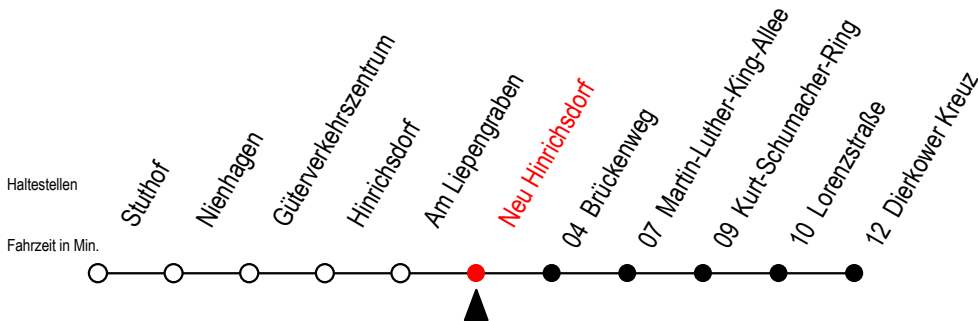 Haltestellen
Fahrzeit in Min.
Stuthof
Nienhagen
Güterverkehrszentrum
Hinrichsdorf
Am Liepengraben
Neu Hinrichsdorf
04 Brückenweg
07 Martin-Luther-King-Allee
09 Kurt-Schumacher-Ring
10 Lorenzstraße
12 Dierkower Kreuz